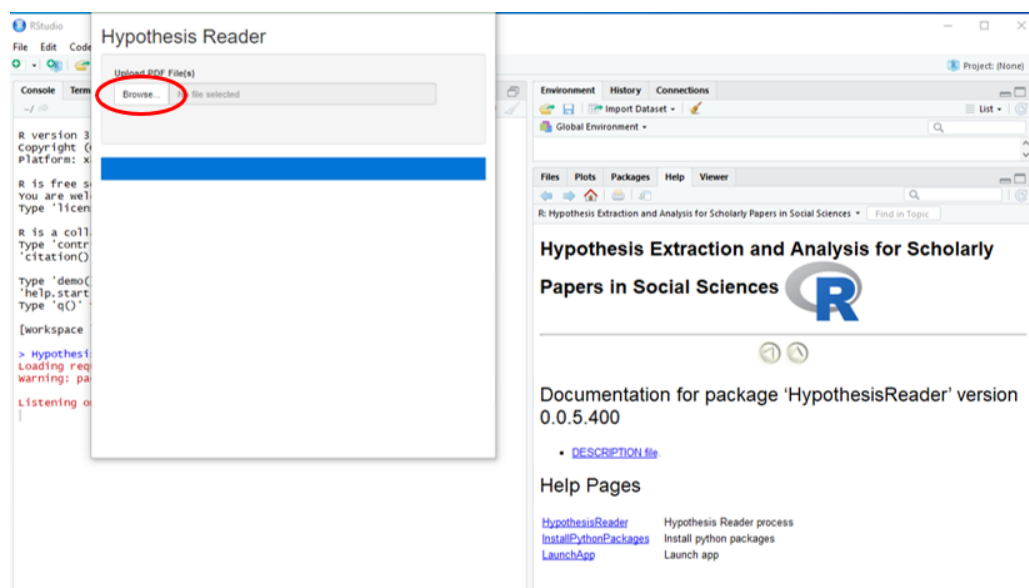 RStudio
File Edit Code
Hypothesis Reader
Upload PDF File(s)
Browse... No file selected
Project: (None)
Console Term
~/
R version 3
Copyright (
Platform: x
R is free s
You are wel
Type 'licen
R is a coll
Type 'contr
'citation()
Type 'demo(
'help.start
Type 'q()'
[Workspace
> Hypothesi
Loading req
Warning: pa
Listening o
Environment History Connections
Import Dataset
List
Global Environment
Files Plots Packages Help Viewer
R: Hypothesis Extraction and Analysis for Scholarly Papers in Social Sciences Find in Topic
Hypothesis Extraction and Analysis for Scholarly
Papers in Social Sciences R
Documentation for package ‘HypothesisReader’ version
0.0.5.400
• DESCRIPTION file.
Help Pages
HypothesisReader Hypothesis Reader process
InstallPythonPackages Install python packages
LaunchApp Launch app